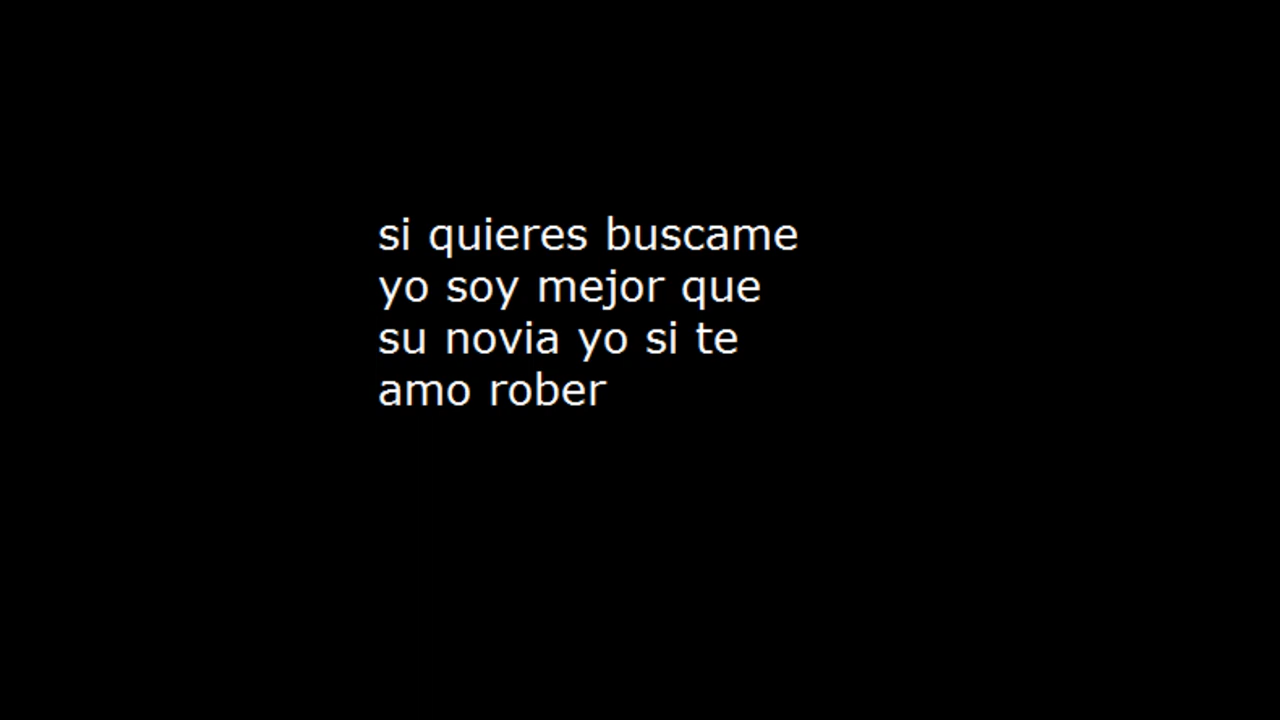 si quieres buscame
yo soy mejor que
su novia yo si te
amo rober